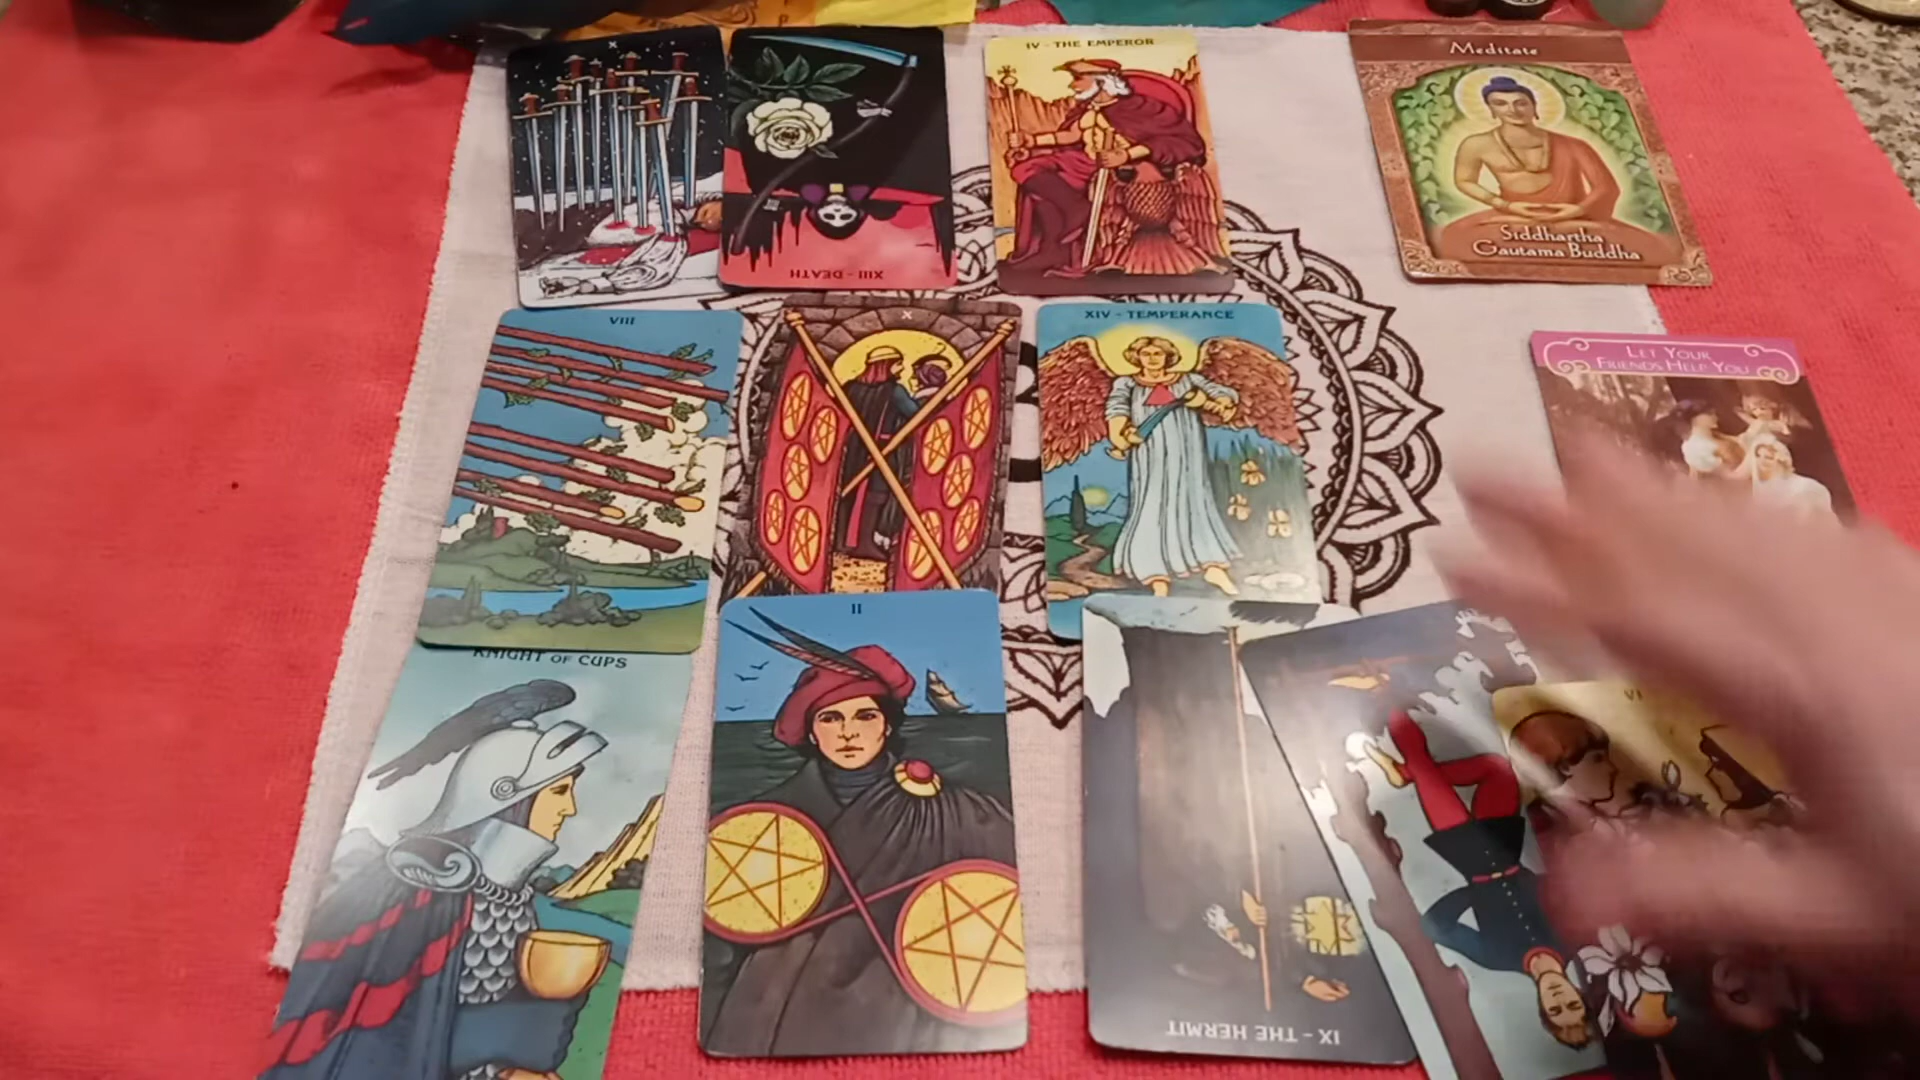 X
XIII - DEATH
IV - THE EMPEROR
Meditate
Siddhartha
Gautama Buddha
VIII
X
XIV - TEMPERANCE
LET YOUR
FRIENDS HELP YOU
KNIGHT OF CUPS
II
IX - THE HERMIT
VI